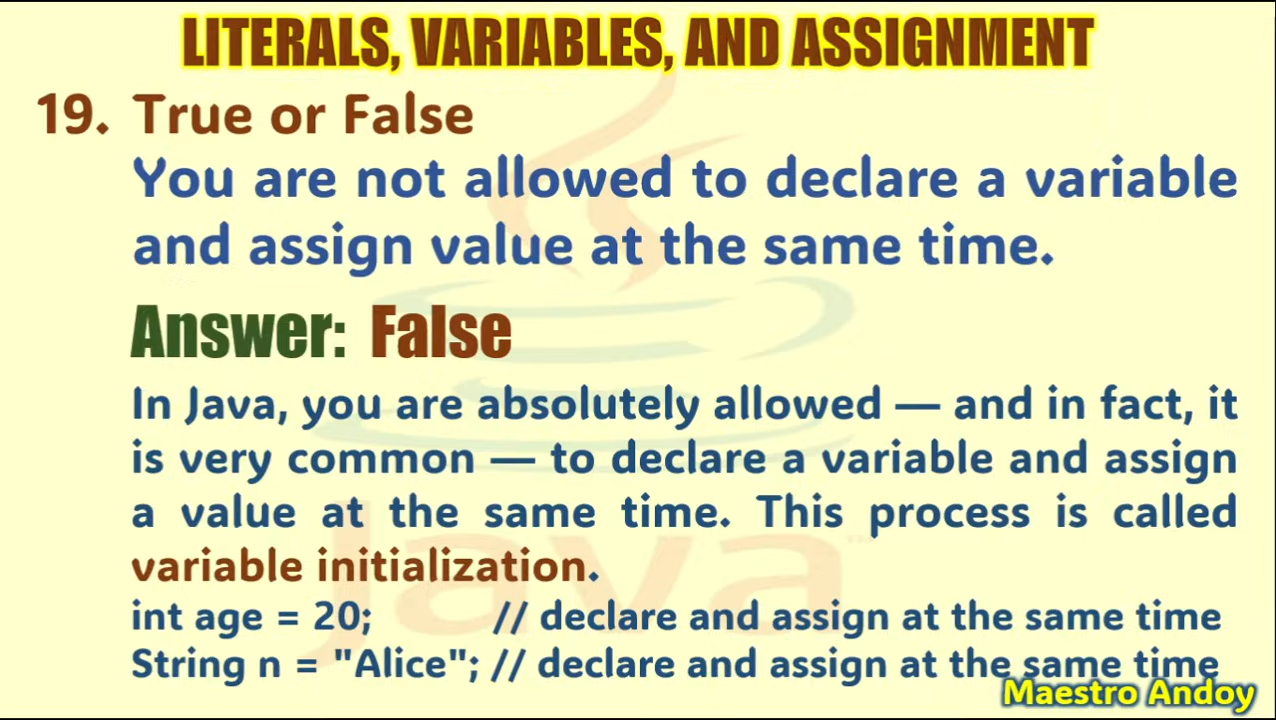 LITERALS, VARIABLES, AND ASSIGNMENT
19. True or False
You are not allowed to declare a variable
and assign value at the same time.
Answer: False
In Java, you are absolutely allowed — and in fact, it
is very common — to declare a variable and assign
a value at the same time. This process is called
variable initialization.
int age = 20; // declare and assign at the same time
String n = "Alice"; // declare and assign at the same time
Maestro Andoy
Java™